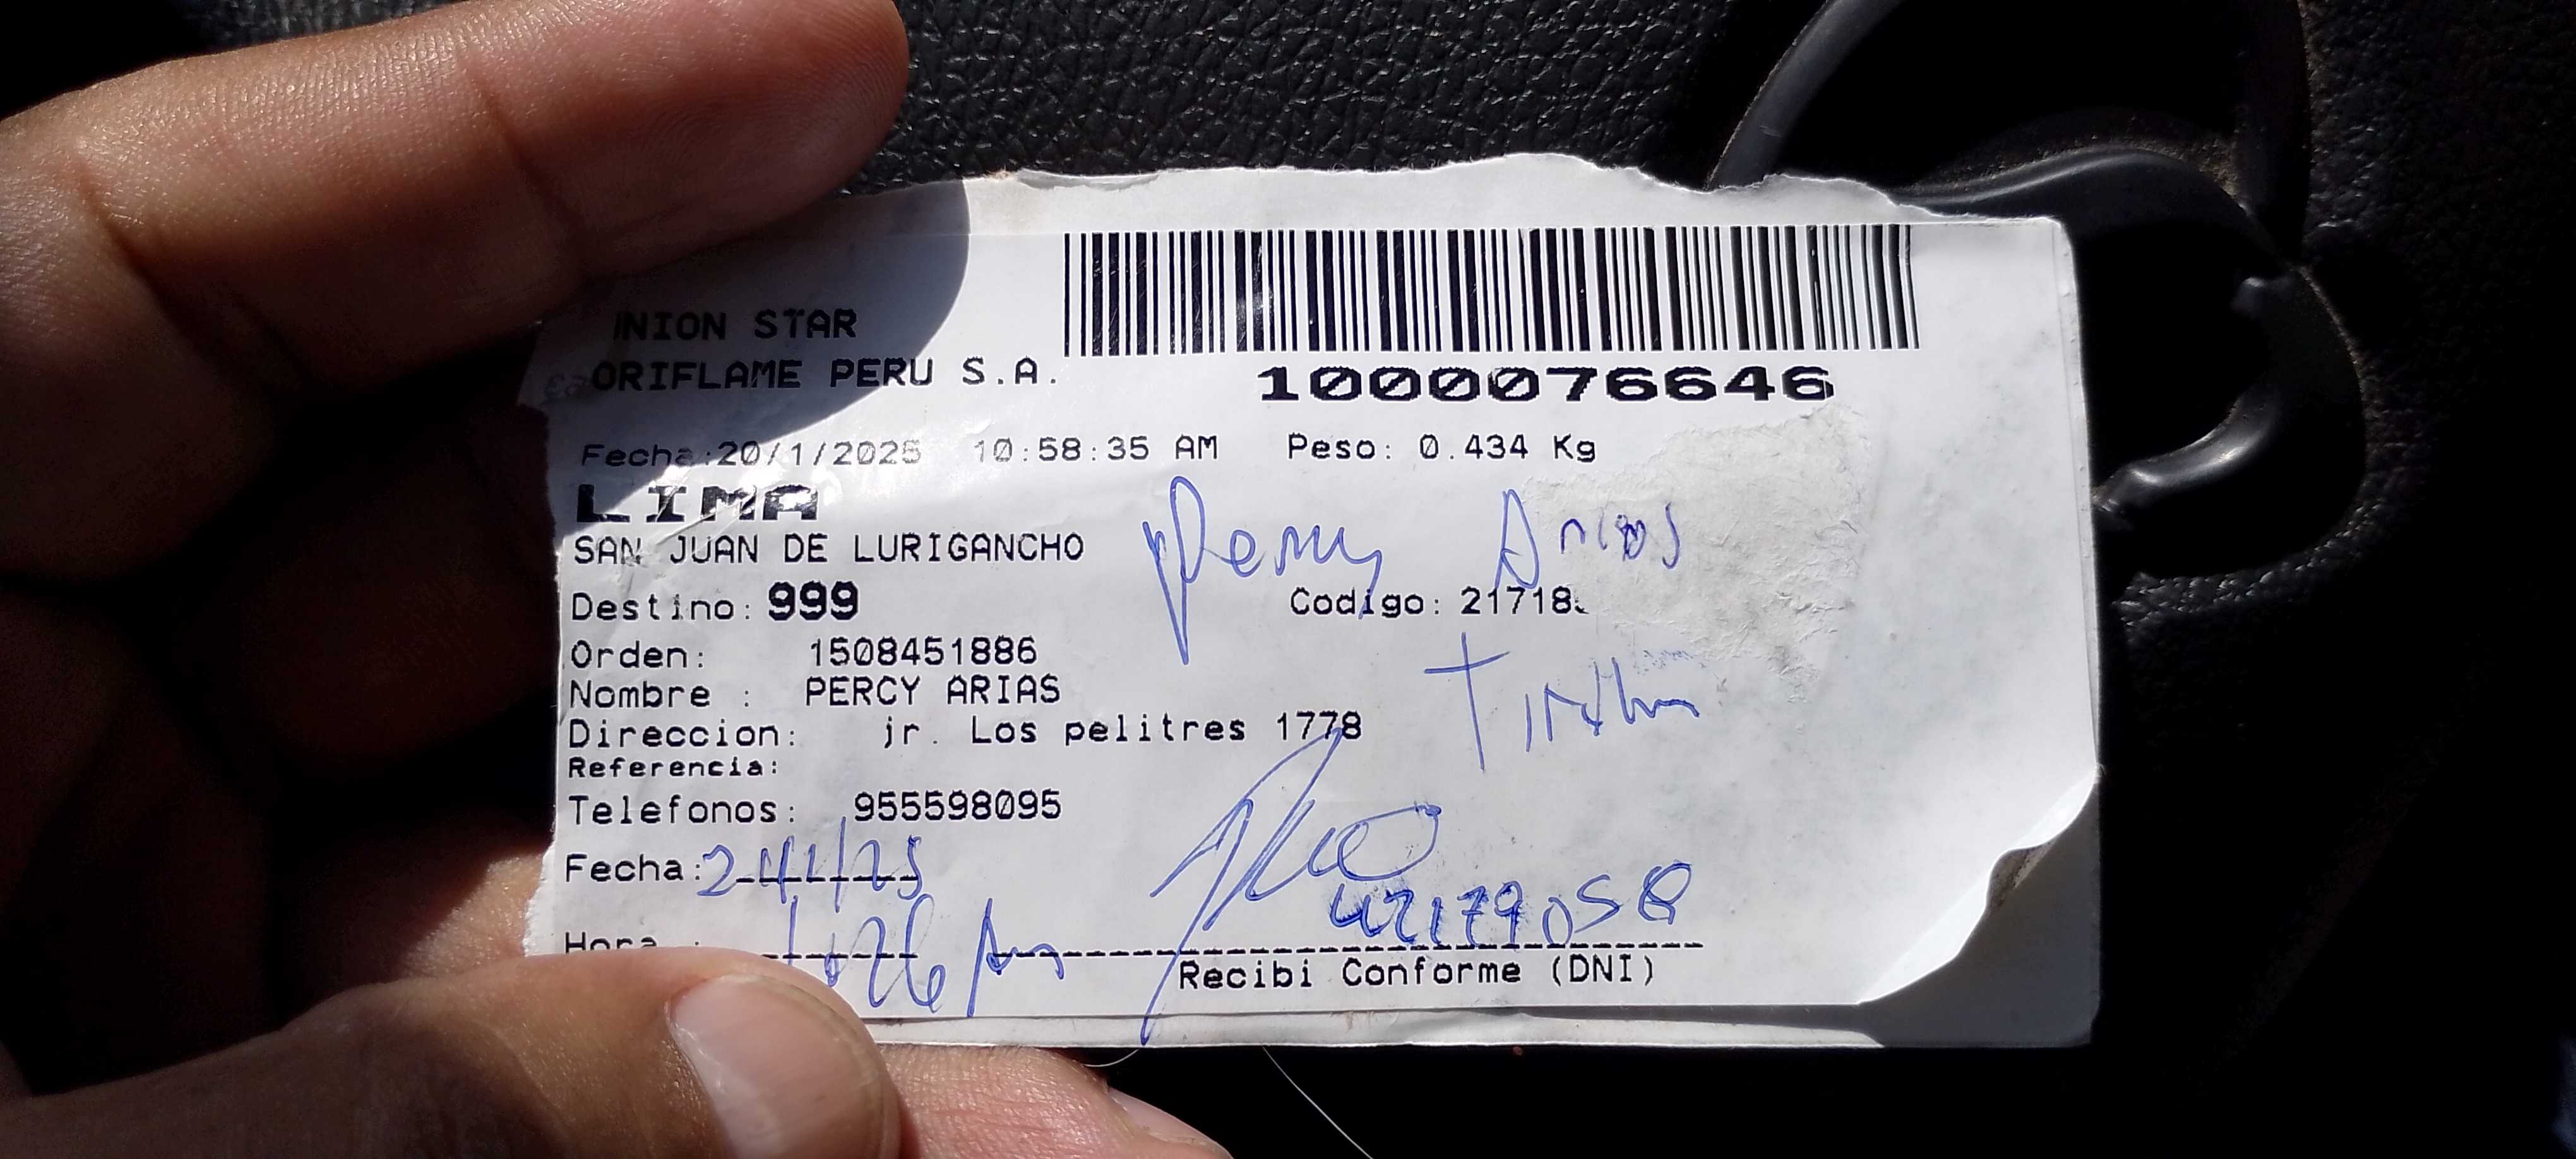 NION STAR
ORIFLAME PERU S.A.
1000076646
Fecha:20/1/2025 10:58:35 AM Peso: 0.434 Kg
LIMA
SAN JUAN DE LURIGANCHO
Percy Arias
Destino: 999 Codigo: 21718
Orden: 1508451886
Nombre : PERCY ARIAS
Direccion: jr. Los pelitres 1778
Referencia:
Telefonos: 955598095
Fecha: 24/1/25
42179058
Hora :
Recibi Conforme (DNI)